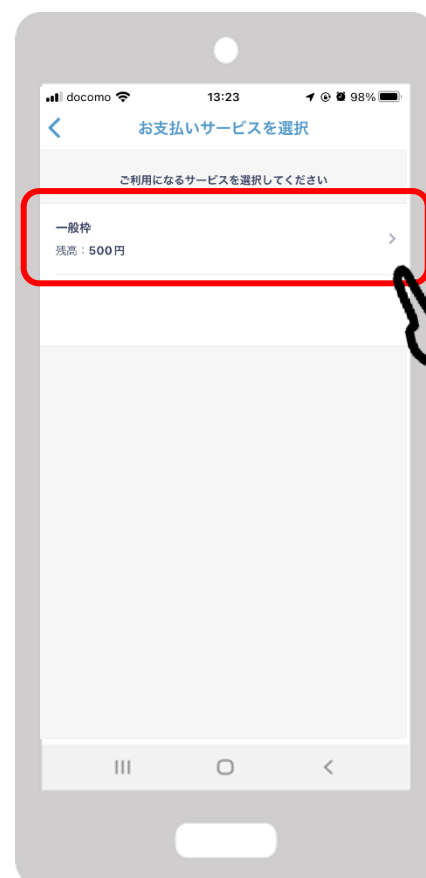 docomo 13:23 98%
お支払いサービスを選択
ご利用になるサービスを選択してください
一般枠
残高：500円